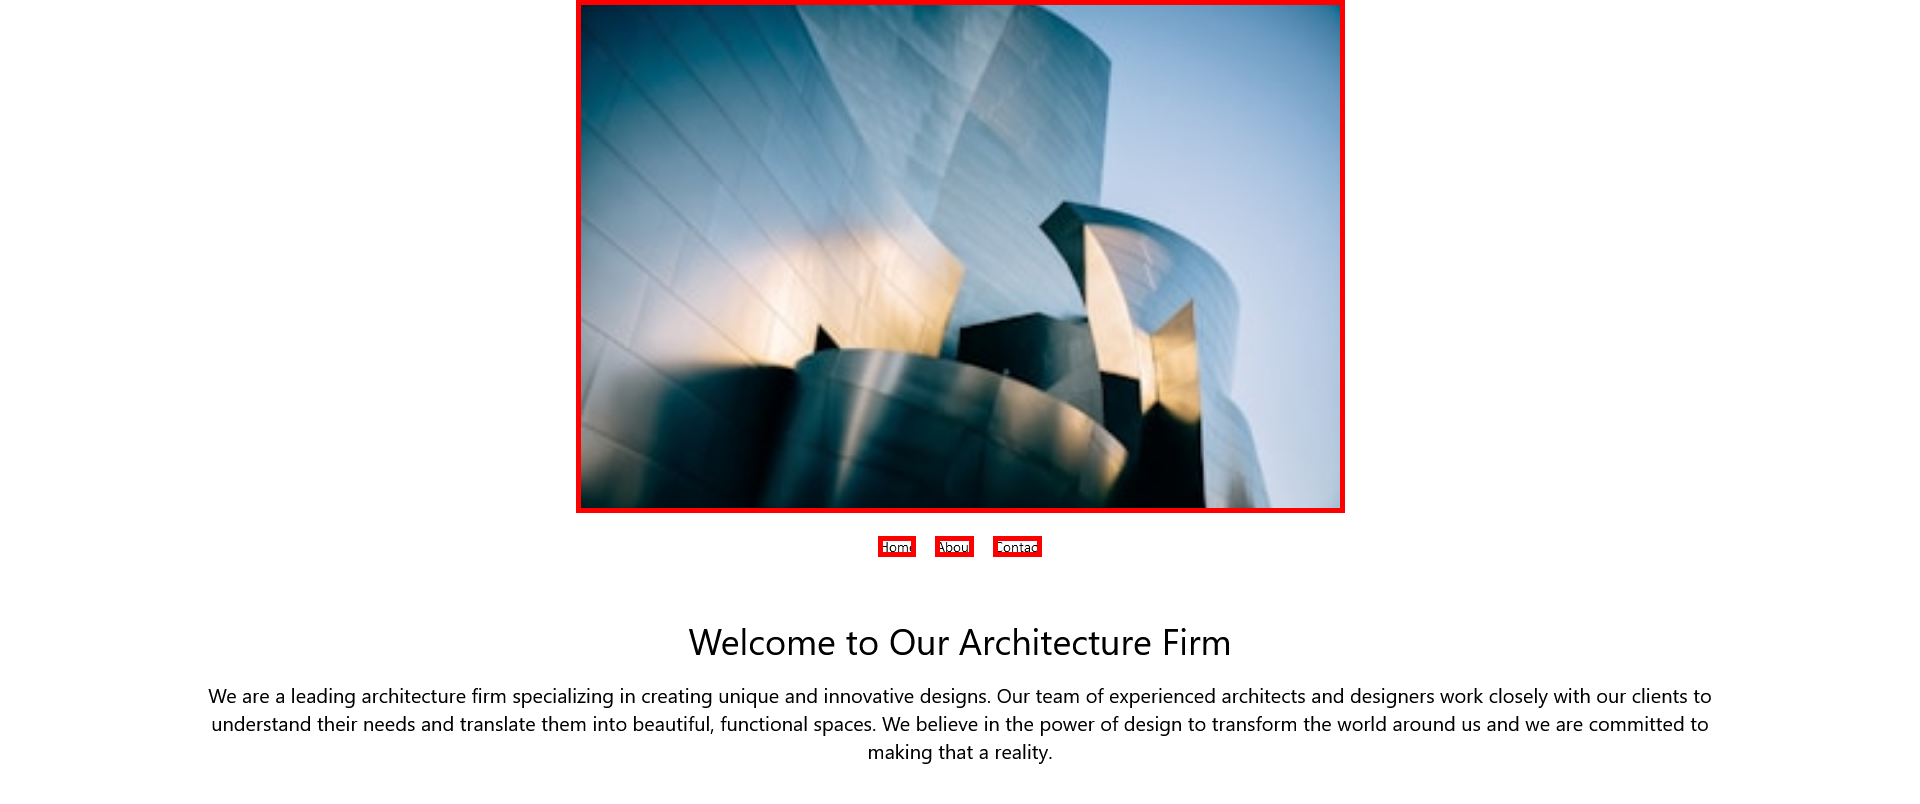 Home About Contact
Welcome to Our Architecture Firm
We are a leading architecture firm specializing in creating unique and innovative designs. Our team of experienced architects and designers work closely with our clients to
understand their needs and translate them into beautiful, functional spaces. We believe in the power of design to transform the world around us and we are committed to
making that a reality.